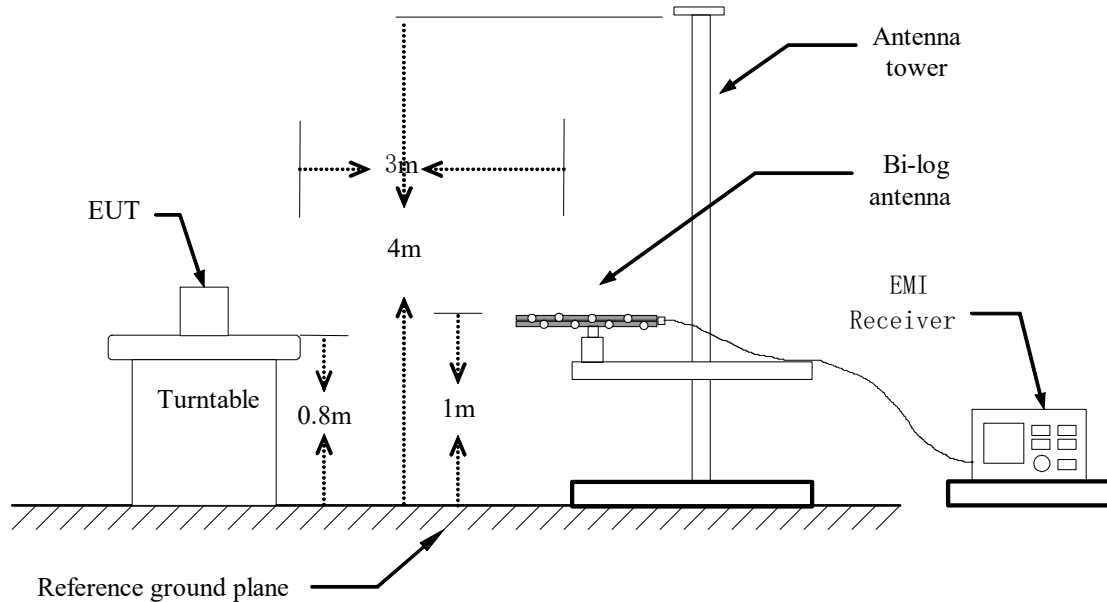 Antenna
tower
3m
Bi-log
antenna
EUT
4m
EMI
Receiver
Turntable
0.8m
1m
Reference ground plane